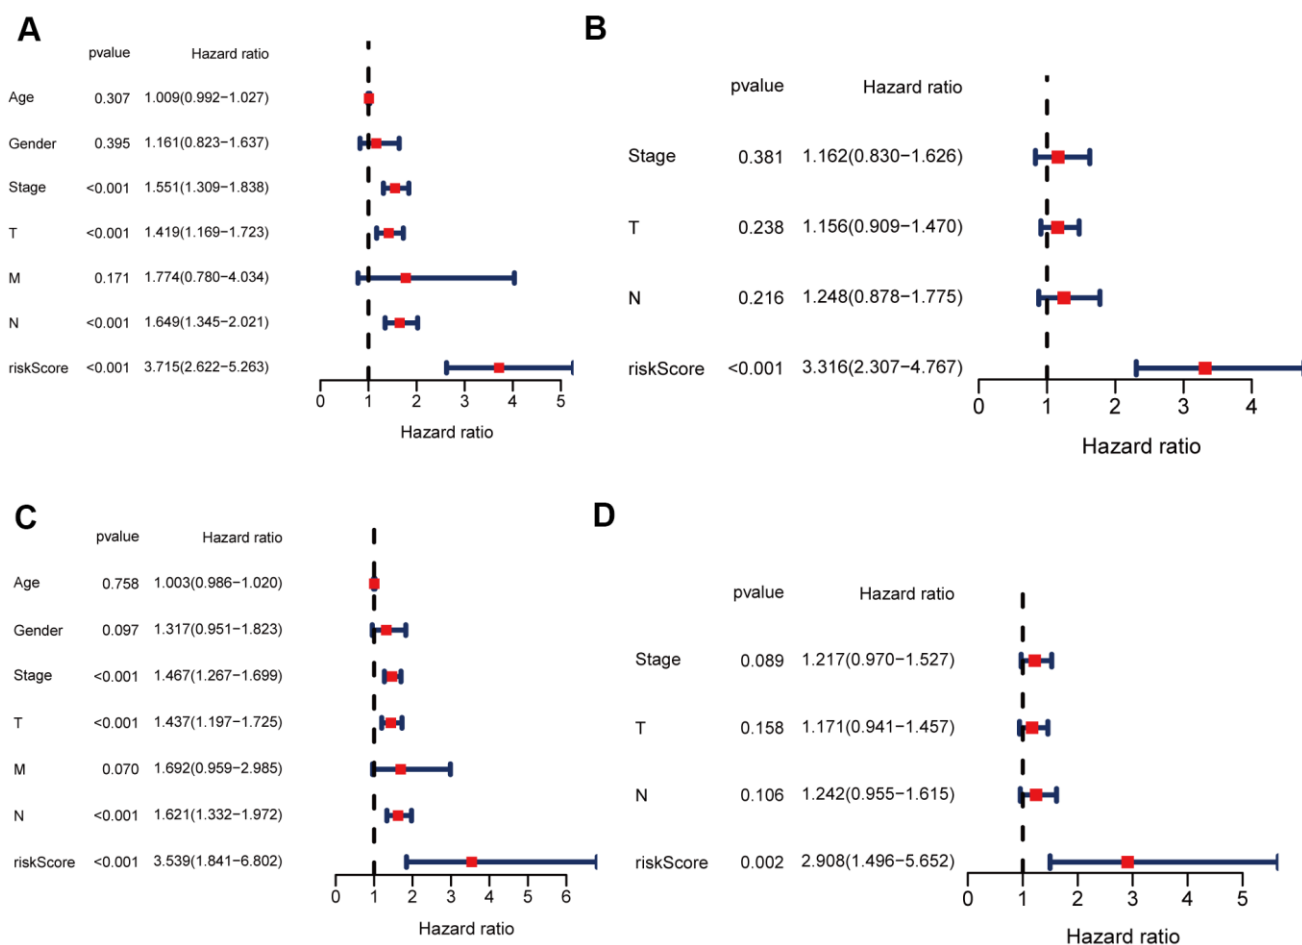 A
pvalue Hazard ratio
Age 0.307 1.009(0.992−1.027)
Gender 0.395 1.161(0.823−1.637)
Stage <0.001 1.551(1.309−1.838)
T <0.001 1.419(1.169−1.723)
M 0.171 1.774(0.780−4.034)
N <0.001 1.649(1.345−2.021)
riskScore <0.001 3.715(2.622−5.263)
0 1 2 3 4 5
Hazard ratio
B
pvalue Hazard ratio
Stage 0.381 1.162(0.830−1.626)
T 0.238 1.156(0.909−1.470)
N 0.216 1.248(0.878−1.775)
riskScore <0.001 3.316(2.307−4.767)
0 1 2 3 4
Hazard ratio
C
pvalue Hazard ratio
Age 0.758 1.003(0.986−1.020)
Gender 0.097 1.317(0.951−1.823)
Stage <0.001 1.467(1.267−1.699)
T <0.001 1.437(1.197−1.725)
M 0.070 1.692(0.959−2.985)
N <0.001 1.621(1.332−1.972)
riskScore <0.001 3.539(1.841−6.802)
0 1 2 3 4 5 6
Hazard ratio
D
pvalue Hazard ratio
Stage 0.089 1.217(0.970−1.527)
T 0.158 1.171(0.941−1.457)
N 0.106 1.242(0.955−1.615)
riskScore 0.002 2.908(1.496−5.652)
0 1 2 3 4 5
Hazard ratio